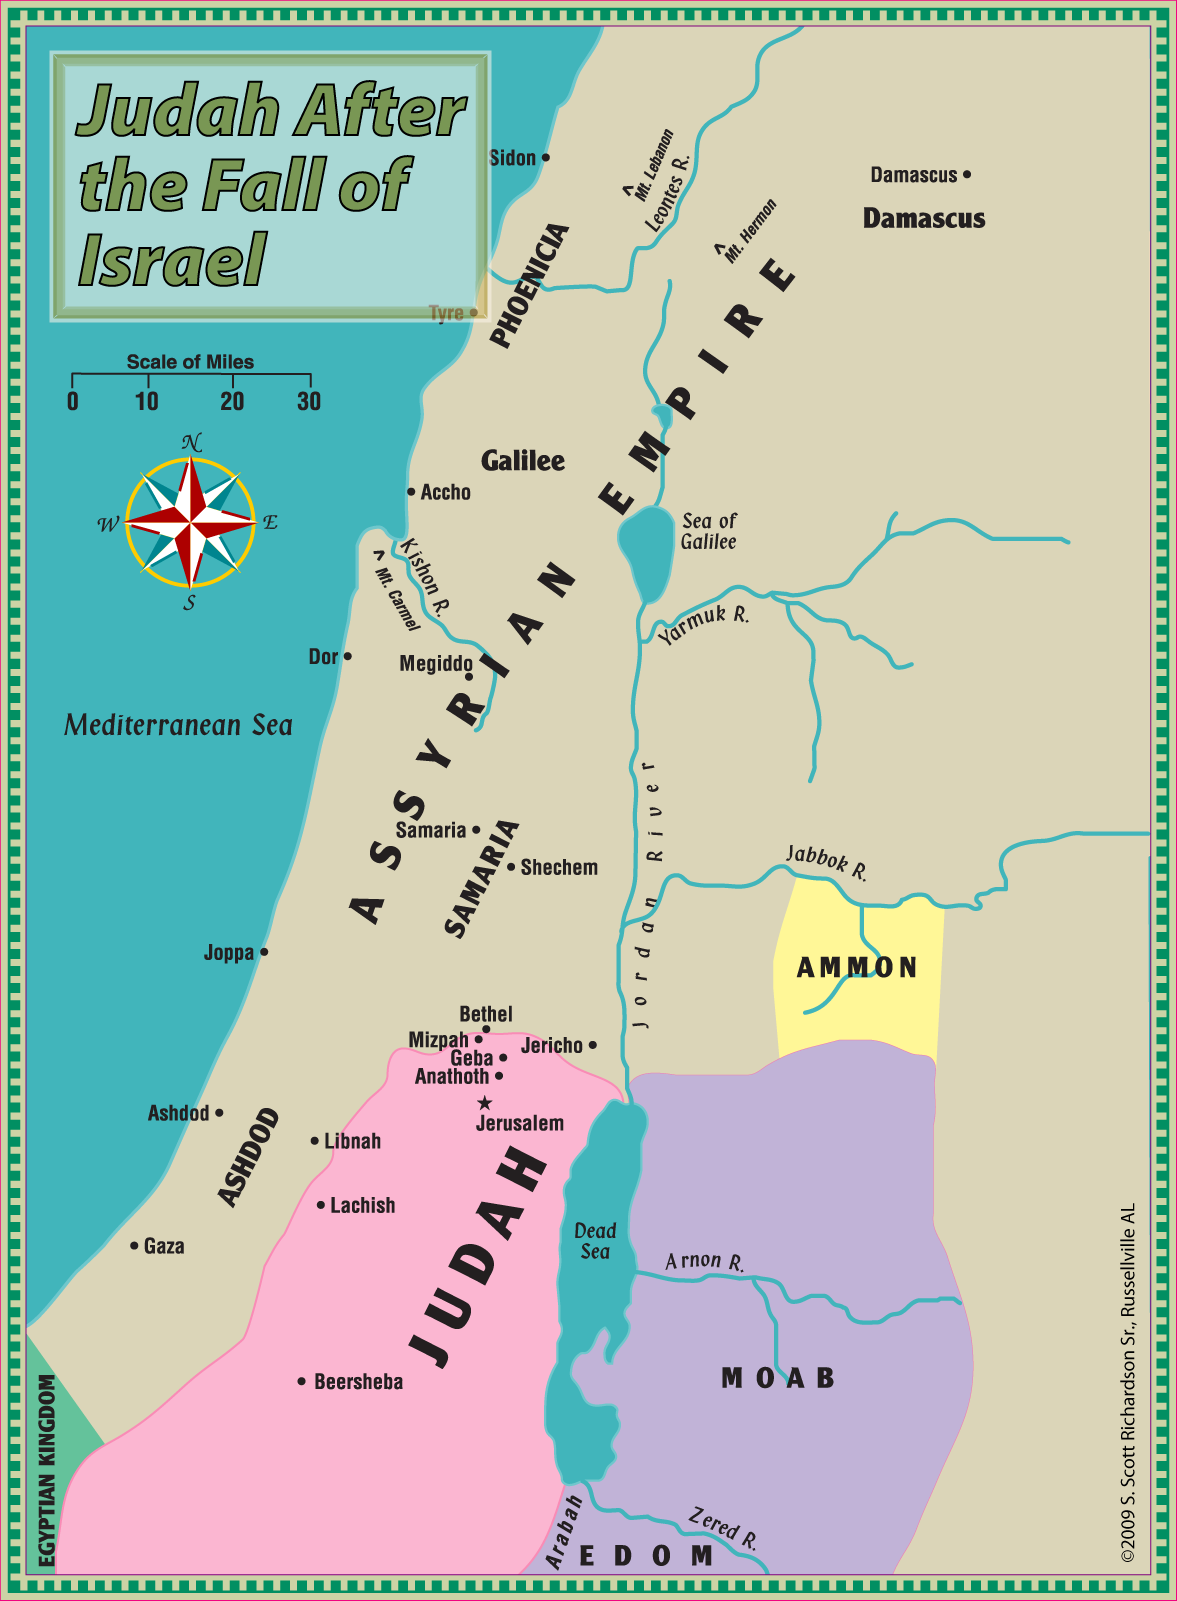 Judah After
the Fall of
Israel
Sidon
Mt. Lebanon
Leontes R.
Damascus
Damascus
Mt. Hermon
PHOENICIA
Tyre
Scale of Miles
0 10 20 30
N
W E
S
Galilee
Accho
Sea of
Galilee
Kishon R.
Mt. Carmel
ASSYRIAN EMPIRE
Yarmuk R.
Dor
Megiddo
Mediterranean Sea
Jordan River
Samaria
SAMARIA
Shechem
Jabbok R.
Joppa
AMMON
Bethel
Mizpah
Jericho
Geba
Anathoth
Jerusalem
Ashdod
ASHDOD
Libnah
Lachish
JUDAH
Gaza
Dead
Sea
Arnon R.
Beersheba
MOAB
EGYPTIAN KINGDOM
Arabah
Zered R.
EDOM
©2009 S. Scott Richardson Sr., Russellville AL